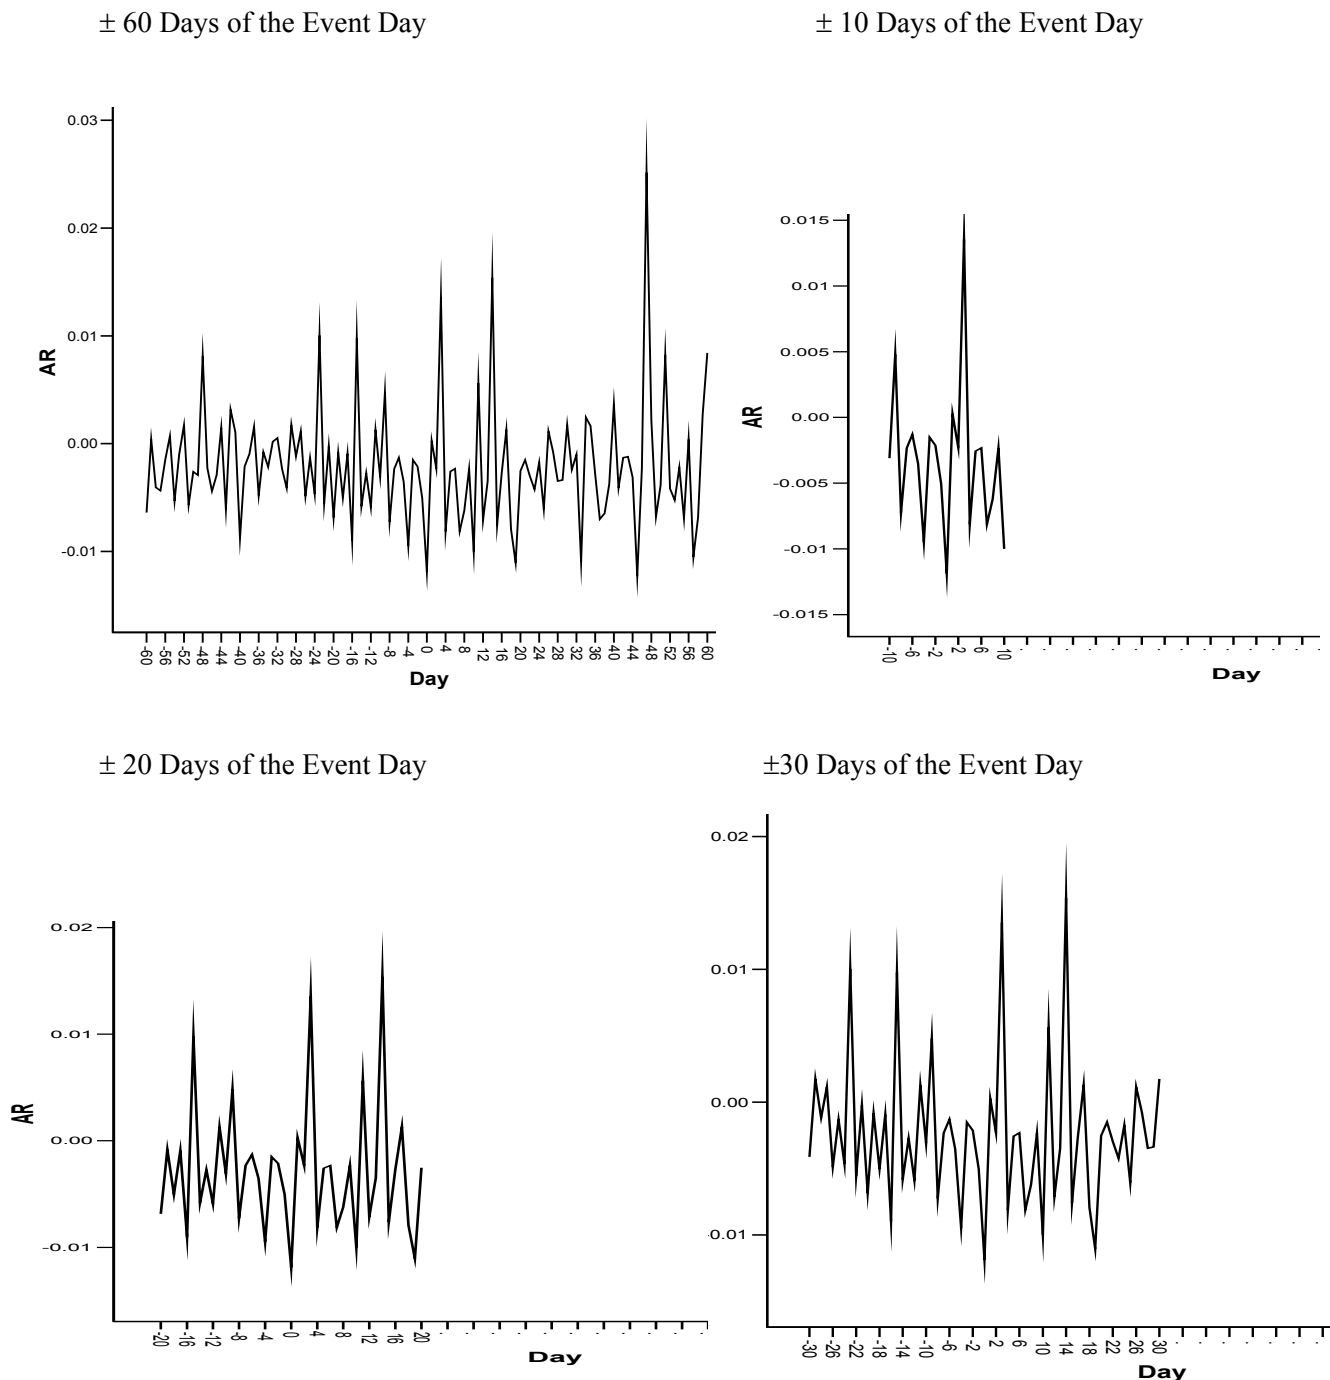 ± 60 Days of the Event Day
0.03
0.02
0.01
0.00
-0.01
AR
-60 -56 -52 -48 -44 -40 -36 -32 -28 -24 -20 -16 -12 -8 -4 0 4 8 12 16 20 24 28 32 36 40 44 48 52 56 60
Day
± 10 Days of the Event Day
0.015
0.01
0.005
0.00
-0.005
-0.01
-0.015
AR
-10 -6 -2 2 6 10 . . . . . . . . . . . . . .
Day
± 20 Days of the Event Day
0.02
0.01
0.00
-0.01
AR
-20 -16 -12 -8 -4 0 4 8 12 16 20 . . . . . . . . . . .
Day
±30 Days of the Event Day
0.02
0.01
0.00
-0.01
-30 -26 -22 -18 -14 -10 -6 -2 2 6 10 14 18 22 26 30 . . . . . . .
Day